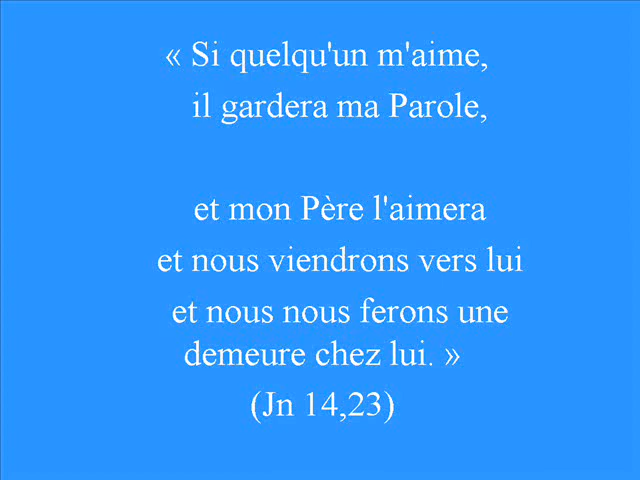 « Si quelqu'un m'aime,
il gardera ma Parole,
et mon Père l'aimera
et nous viendrons vers lui
et nous nous ferons une
demeure chez lui. »
(Jn 14,23)